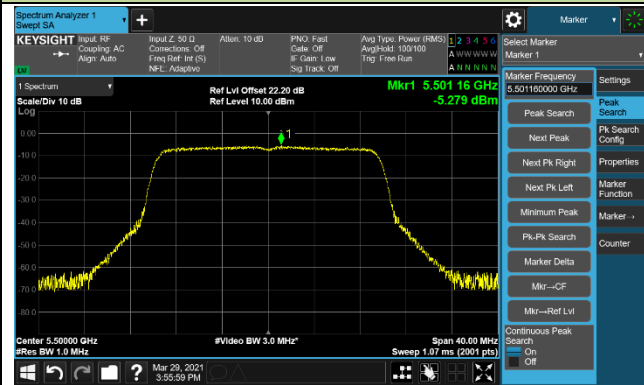 Spectrum Analyzer 1
Swept SA
+
Marker
KEYSIGHT
LXI
Input: RF
Coupling: AC
Align: Auto
Input Z: 50 Ω
Corrections: Off
Freq Ref: Int (S)
NFE: Adaptive
Atten: 10 dB
PNO: Fast
Gate: Off
IF Gain: Low
Sig Track: Off
Avg Type: Power (RMS)
Avg|Hold: 100/100
Trig: Free Run
1 2 3 4 5 6
A W W W W W
A N N N N N
Select Marker
Marker 1
1 Spectrum
Scale/Div 10 dB
Log
Ref Lvl Offset 22.20 dB
Ref Level 10.00 dBm
Mkr1 5.501 16 GHz
-5.279 dBm
1
0.00
-10.0
-20.0
-30.0
-40.0
-50.0
-60.0
-70.0
-80.0
Center 5.50000 GHz
#Res BW 1.0 MHz
#Video BW 3.0 MHz*
Span 40.00 MHz
Sweep 1.07 ms (2001 pts)
Marker Frequency
5.501160000 GHz
Peak Search
Next Peak
Next Pk Right
Next Pk Left
Minimum Peak
Pk-Pk Search
Marker Delta
Mkr→CF
Mkr→Ref Lvl
Continuous Peak
Search
On
Off
Settings
Peak
Search
Pk Search
Config
Properties
Marker
Function
Marker→
Counter
?
Mar 29, 2021
3:55:59 PM